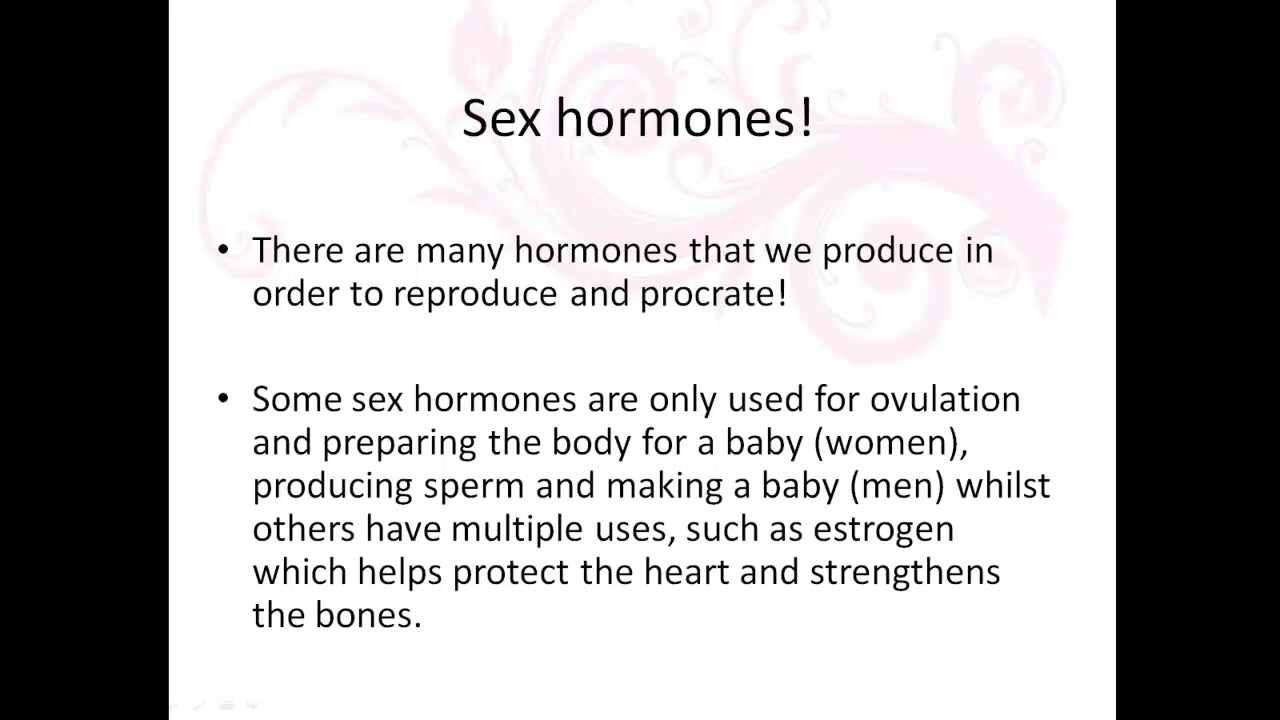 Sex hormones!
• There are many hormones that we produce in
order to reproduce and procrate!
• Some sex hormones are only used for ovulation
and preparing the body for a baby (women),
producing sperm and making a baby (men) whilst
others have multiple uses, such as estrogen
which helps protect the heart and strengthens
the bones.